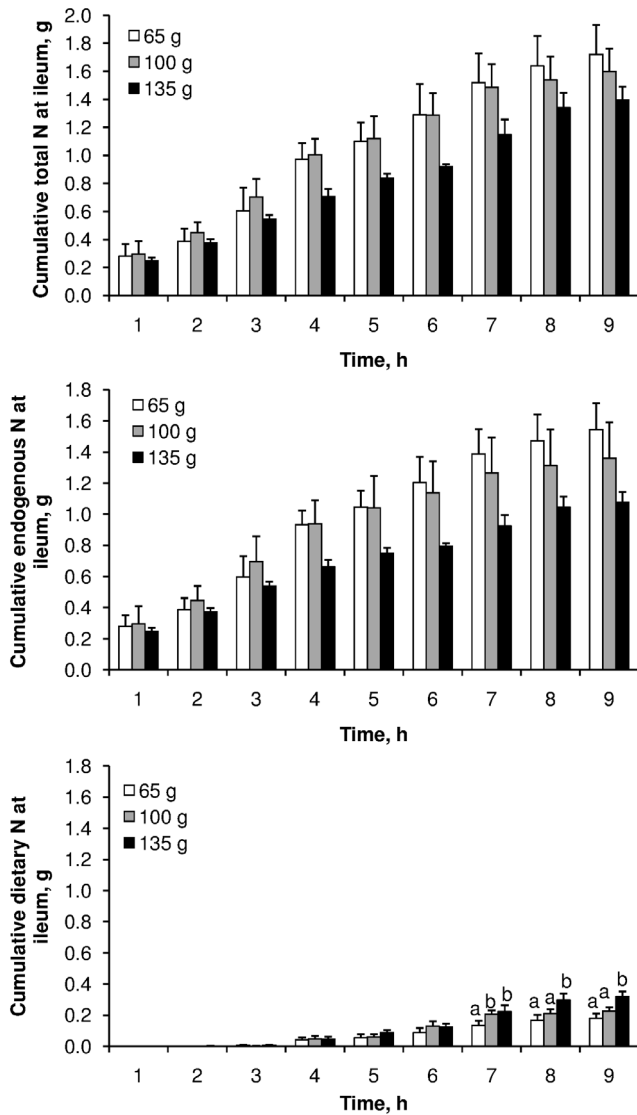 Cumulative total N at ileum, g
2.0
1.8
1.6
1.4
1.2
1.0
0.8
0.6
0.4
0.2
0.0
65 g
100 g
135 g
1 2 3 4 5 6 7 8 9
Time, h
Cumulative endogenous N at
ileum, g
1.8
1.6
1.4
1.2
1.0
0.8
0.6
0.4
0.2
0.0
65 g
100 g
135 g
1 2 3 4 5 6 7 8 9
Time, h
Cumulative dietary N at
ileum, g
1.8
1.6
1.4
1.2
1.0
0.8
0.6
0.4
0.2
0.0
65 g
100 g
135 g
a b b a a b a a b
1 2 3 4 5 6 7 8 9
Time, h